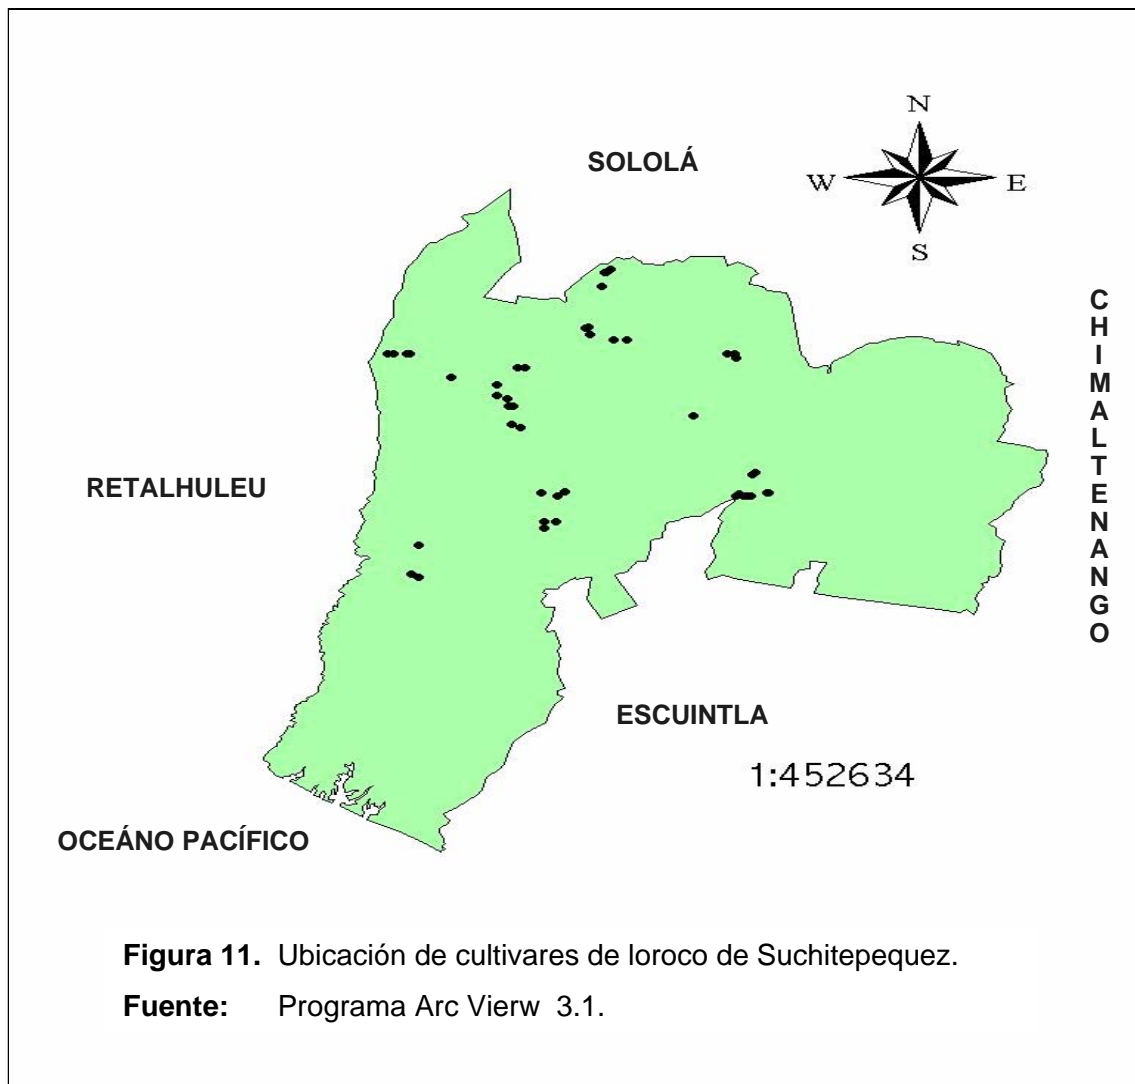 N
SOLOLÁ
W E
S
CHIMALTENANGO
RETALHULEU
ESCUINTLA
1:452634
OCEÁNO PACÍFICO
Figura 11. Ubicación de cultivares de loroco de Suchitepequez.
Fuente: Programa Arc Vierw 3.1.